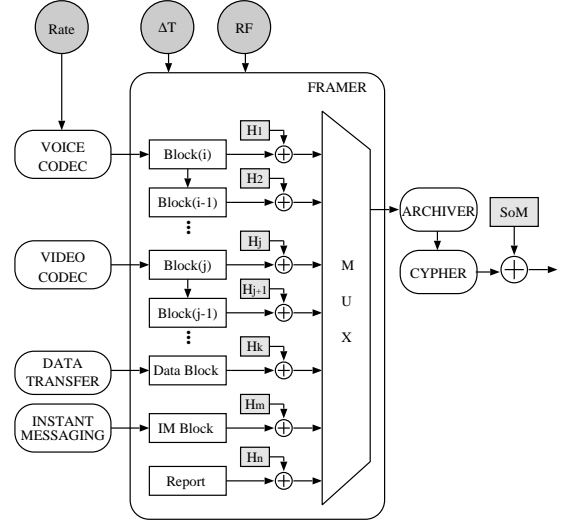 Rate
ΔT
RF
FRAMER
VOICE
CODEC
Block(i)
H1
Block(i-1)
H2
VIDEO
CODEC
Block(j)
Hj
Block(j-1)
Hj+1
DATA
TRANSFER
Data Block
Hk
INSTANT
MESSAGING
IM Block
Hm
Report
Hn
M
U
X
ARCHIVER
CYPHER
SoM